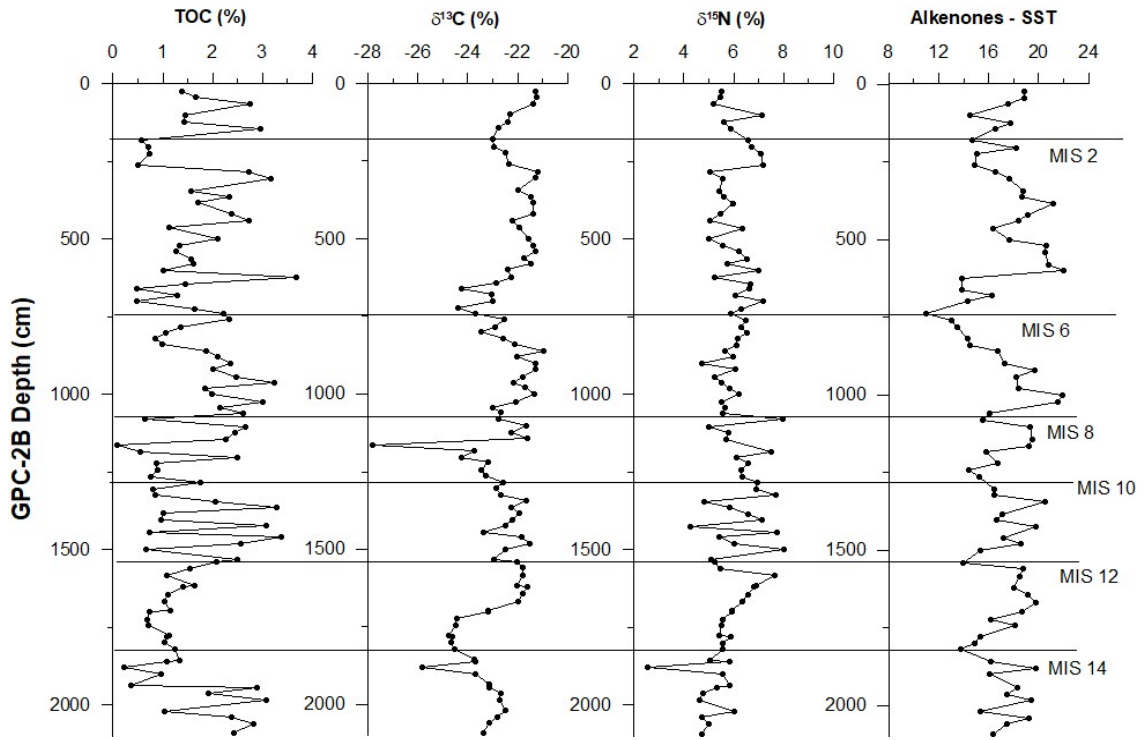 TOC (%) δ¹³C (%) δ¹⁵N (%) Alkenones - SST
0 1 2 3 4 -28 -26 -24 -22 -20 2 4 6 8 10 8 12 16 20 24
0 0 0 0
MIS 2
500 500 500 500
MIS 6
1000 1000 1000 1000
MIS 8
MIS 10
1500 1500 1500 1500
MIS 12
MIS 14
2000 2000 2000 2000
GPC-2B Depth (cm)